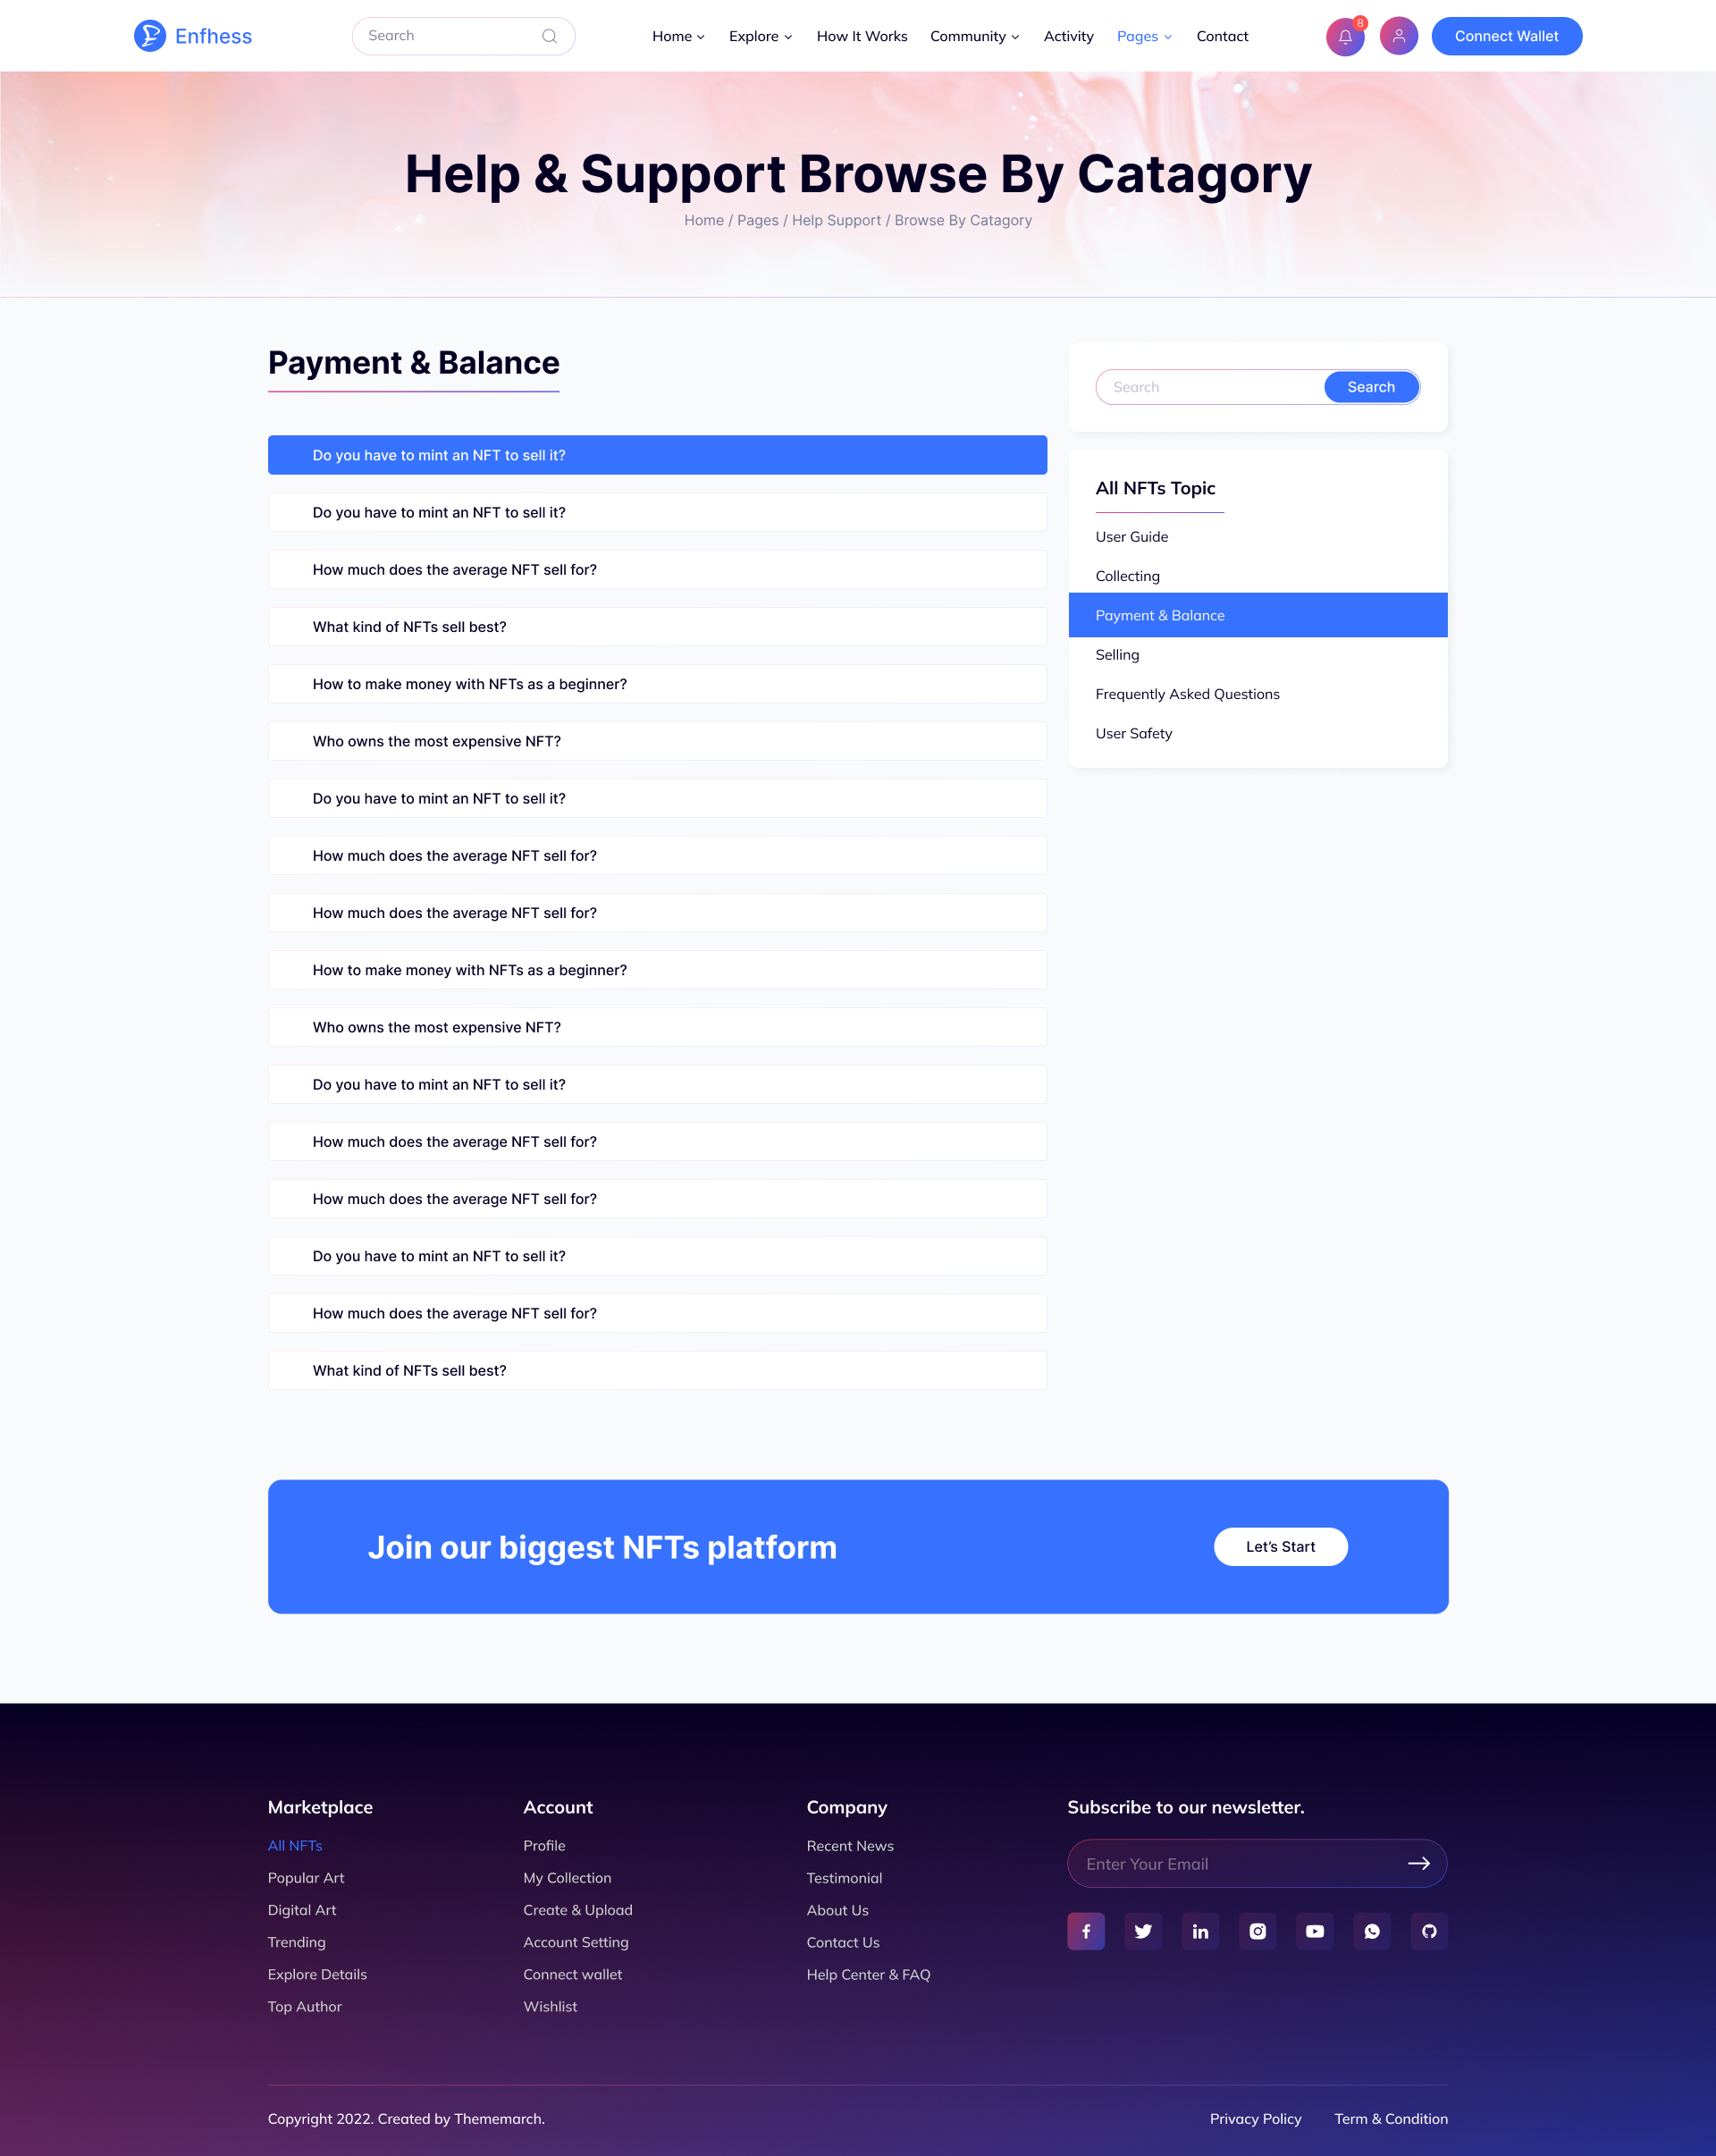 Enfhess
Search
Home
Explore
How It Works
Community
Activity
Pages
Contact
8
Connect Wallet
Help & Support Browse By Catagory
Home / Pages / Help Support / Browse By Catagory
Payment & Balance
Do you have to mint an NFT to sell it?
Do you have to mint an NFT to sell it?
How much does the average NFT sell for?
What kind of NFTs sell best?
How to make money with NFTs as a beginner?
Who owns the most expensive NFT?
Do you have to mint an NFT to sell it?
How much does the average NFT sell for?
How much does the average NFT sell for?
How to make money with NFTs as a beginner?
Who owns the most expensive NFT?
Do you have to mint an NFT to sell it?
How much does the average NFT sell for?
How much does the average NFT sell for?
Do you have to mint an NFT to sell it?
How much does the average NFT sell for?
What kind of NFTs sell best?
Search
Search
All NFTs Topic
User Guide
Collecting
Payment & Balance
Selling
Frequently Asked Questions
User Safety
Join our biggest NFTs platform
Let's Start
Marketplace
All NFTs
Popular Art
Digital Art
Trending
Explore Details
Top Author
Account
Profile
My Collection
Create & Upload
Account Setting
Connect wallet
Wishlist
Company
Recent News
Testimonial
About Us
Contact Us
Help Center & FAQ
Subscribe to our newsletter.
Enter Your Email
Copyright 2022. Created by Thememarch.
Privacy Policy
Term & Condition